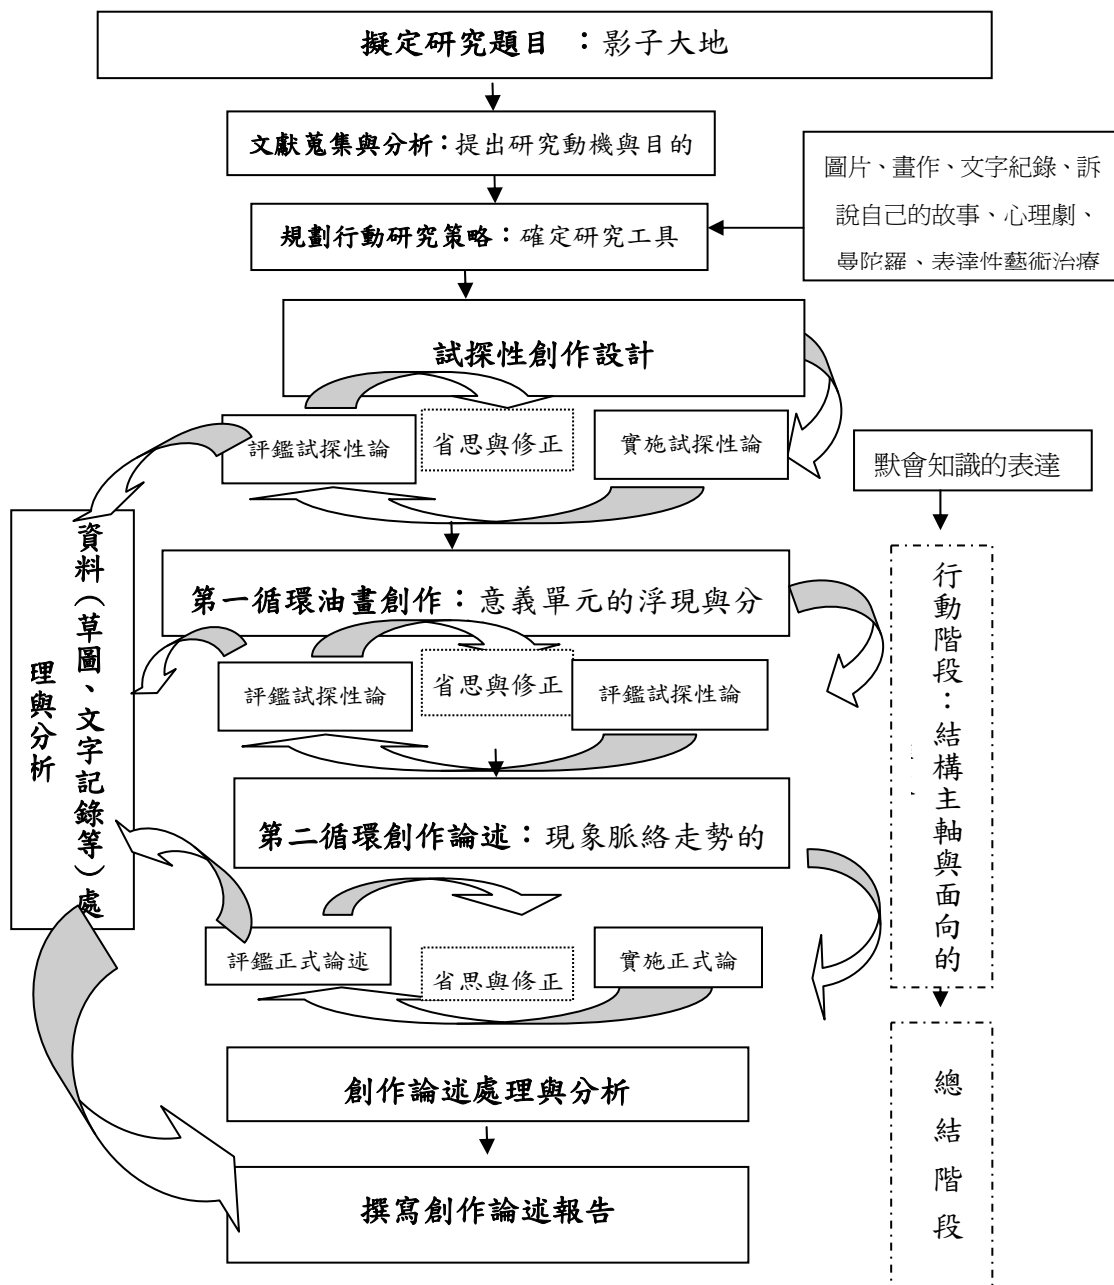 擬定研究題目 ：影子大地
文獻蒐集與分析：提出研究動機與目的
規劃行動研究策略：確定研究工具
圖片、畫作、文字紀錄、訴
說自己的故事、心理劇、
曼陀羅、表達性藝術治療
試探性創作設計
評鑑試探性論
省思與修正
實施試探性論
默會知識的表達
資料（草圖、文字記錄等）處
理與分析
第一循環油畫創作：意義單元的浮現與分
評鑑試探性論
省思與修正
評鑑試探性論
行動階段：結構主軸與面向的
第二循環創作論述：現象脈絡走勢的
評鑑正式論述
省思與修正
實施正式論
創作論述處理與分析
總結階段
撰寫創作論述報告